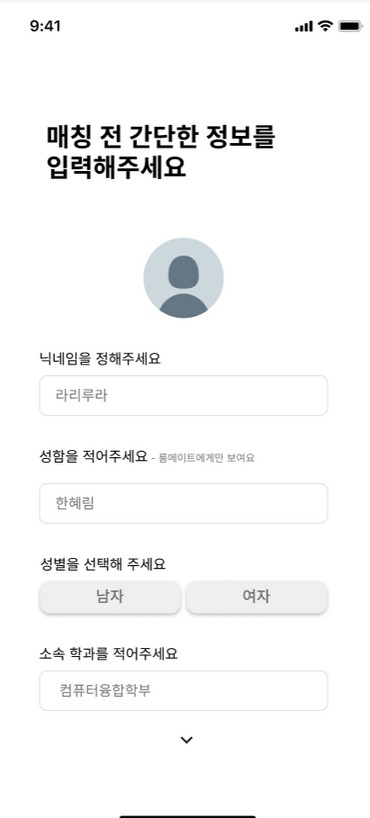 9:41
매칭 전 간단한 정보를
입력해주세요
닉네임을 정해주세요
라리루라
성함을 적어주세요 - 룸메이트에게만 보여요
한혜림
성별을 선택해 주세요
남자 여자
소속 학과를 적어주세요
컴퓨터융합학부